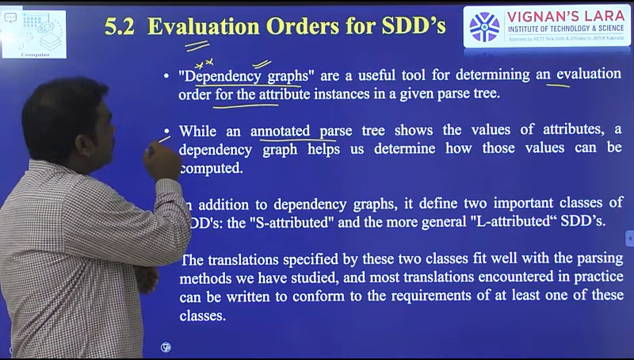 5.2 Evaluation Orders for SDD's
VIGNAN'S LARA
INSTITUTE OF TECHNOLOGY & SCIENCE
Compiler
• "Dependency graphs" are a useful tool for determining an evaluation
order for the attribute instances in a given parse tree.
• While an annotated parse tree shows the values of attributes, a
dependency graph helps us determine how those values can be
computed.
n addition to dependency graphs, it define two important classes of
DD's: the "S-attributed" and the more general "L-attributed“ SDD’s.
The translations specified by these two classes fit well with the parsing
methods we have studied, and most translations encountered in practice
can be written to conform to the requirements of at least one of these
classes.